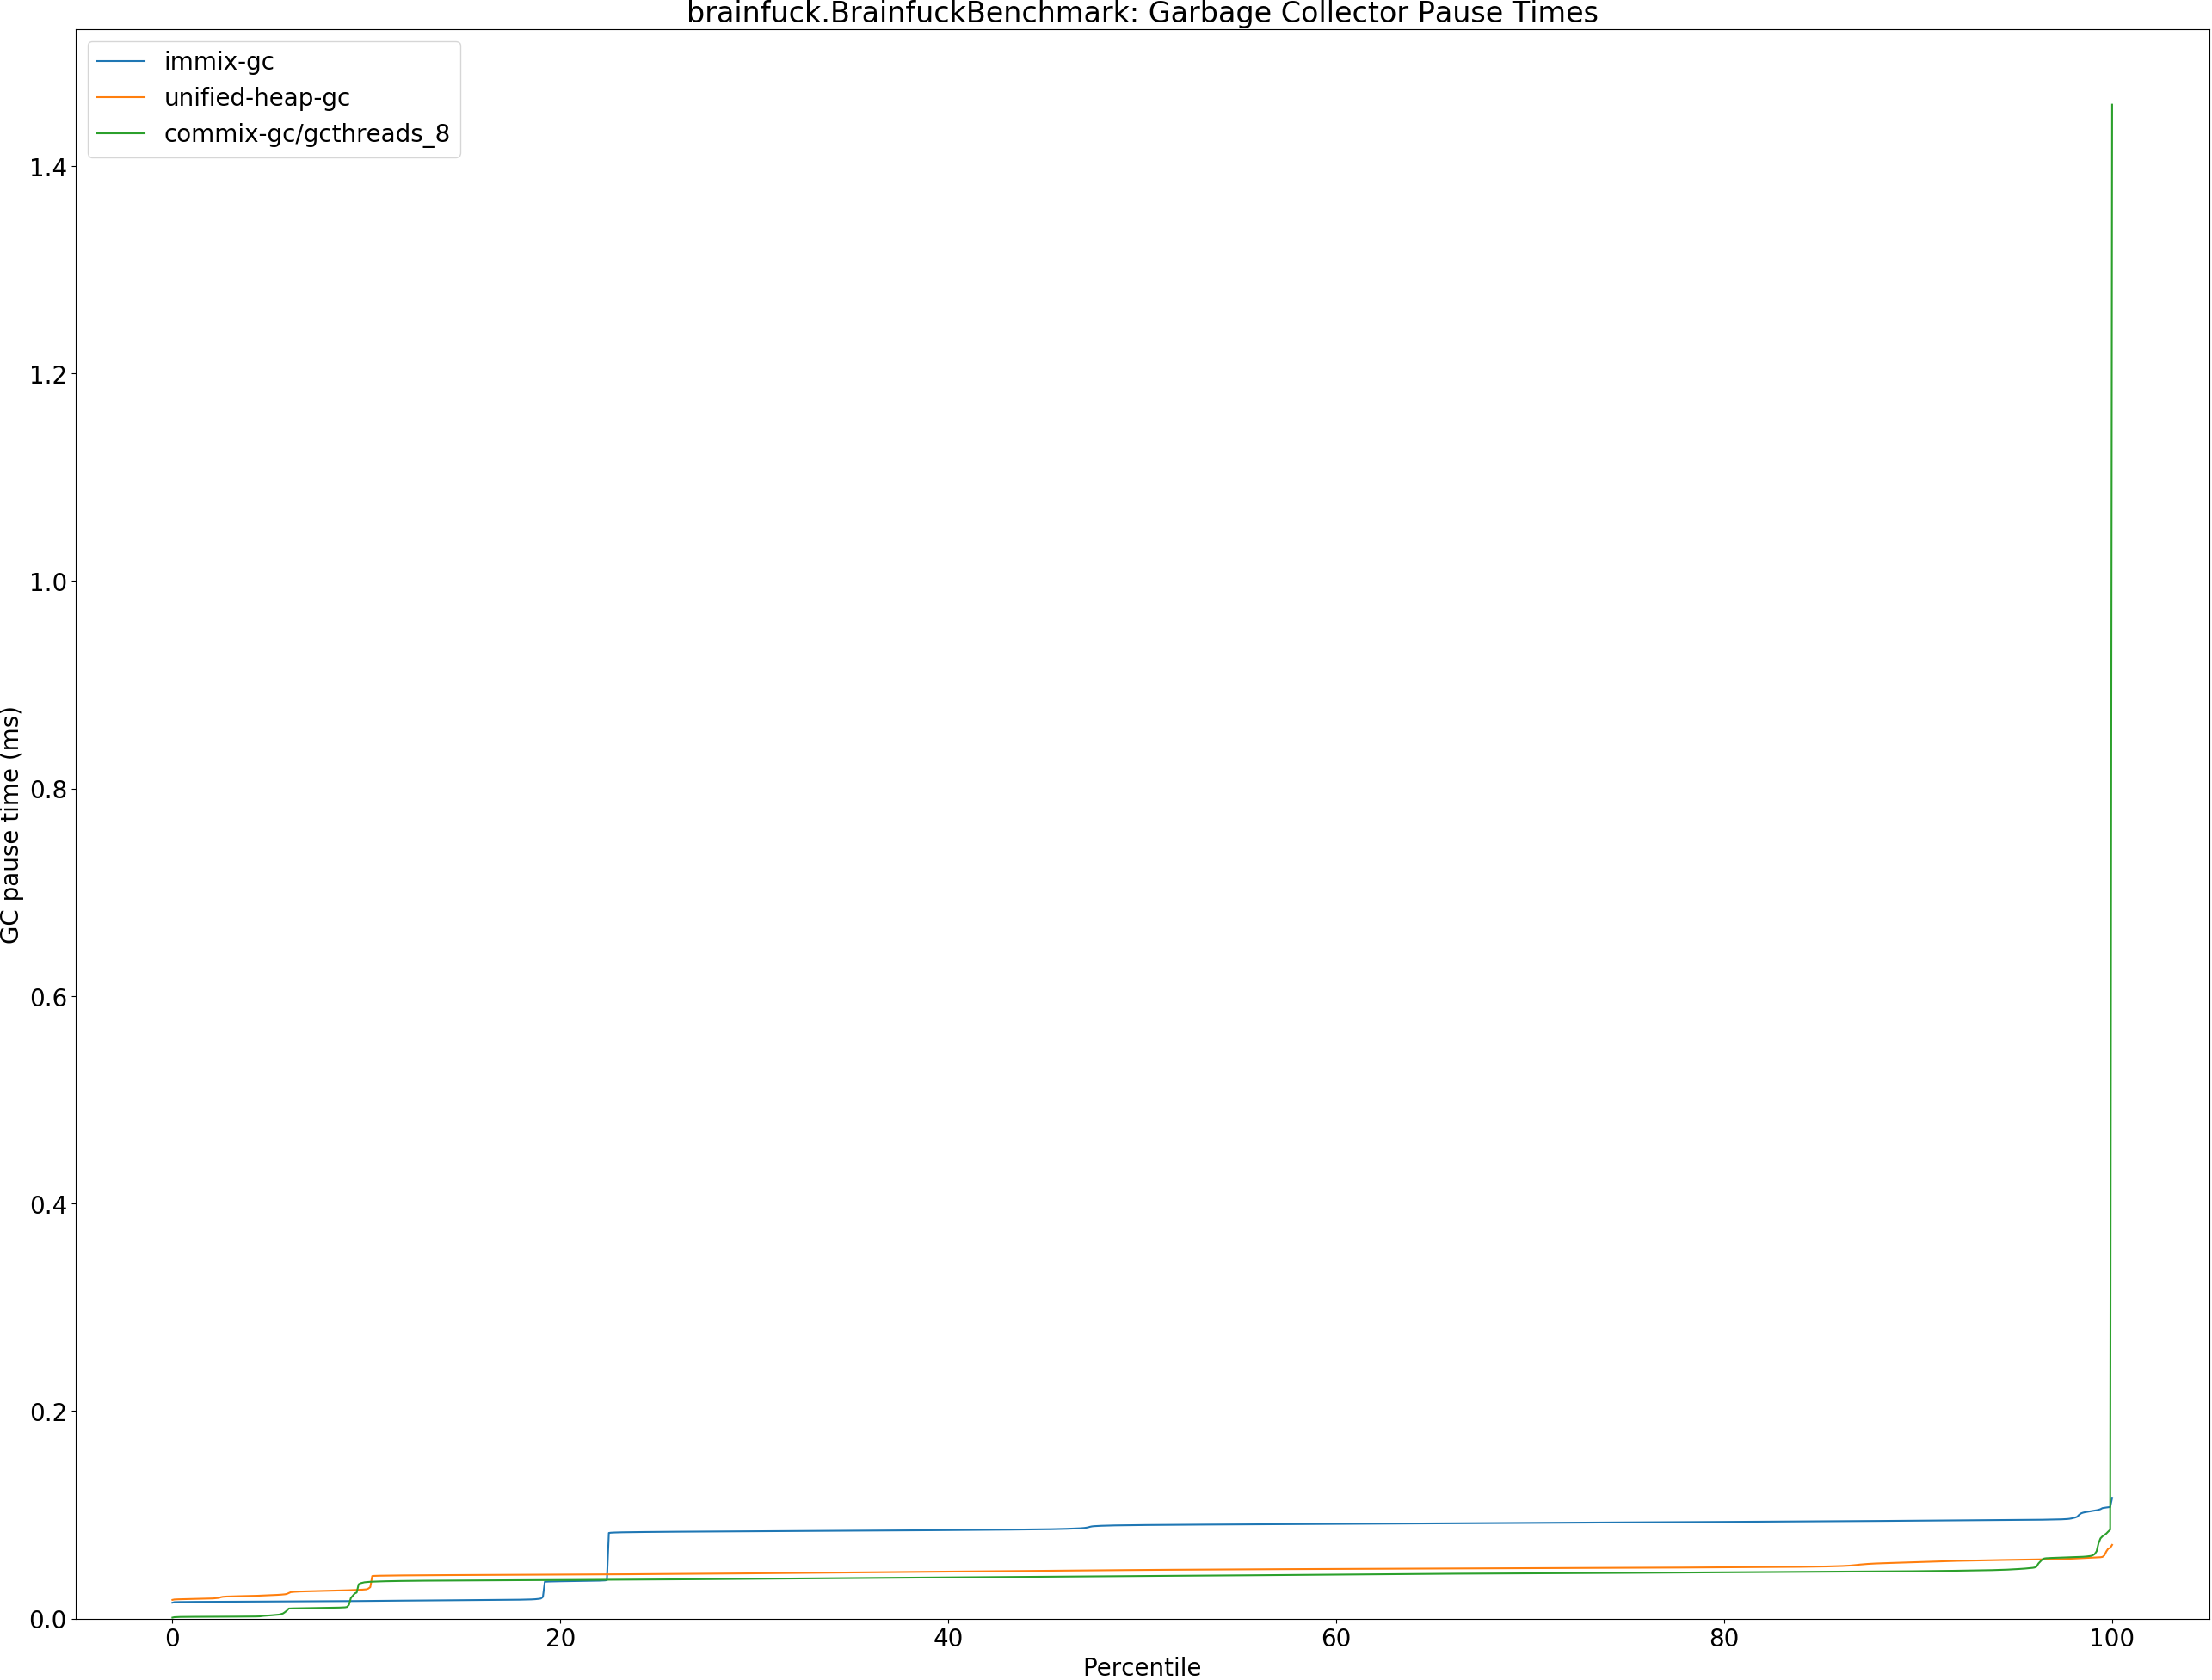 brainfuck.BrainfuckBenchmark: Garbage Collector Pause Times
immix-gc
unified-heap-gc
commix-gc/gcthreads_8
GC pause time (ms)
1.4
1.2
1.0
0.8
0.6
0.4
0.2
0.0
0 20 40 60 80 100
Percentile